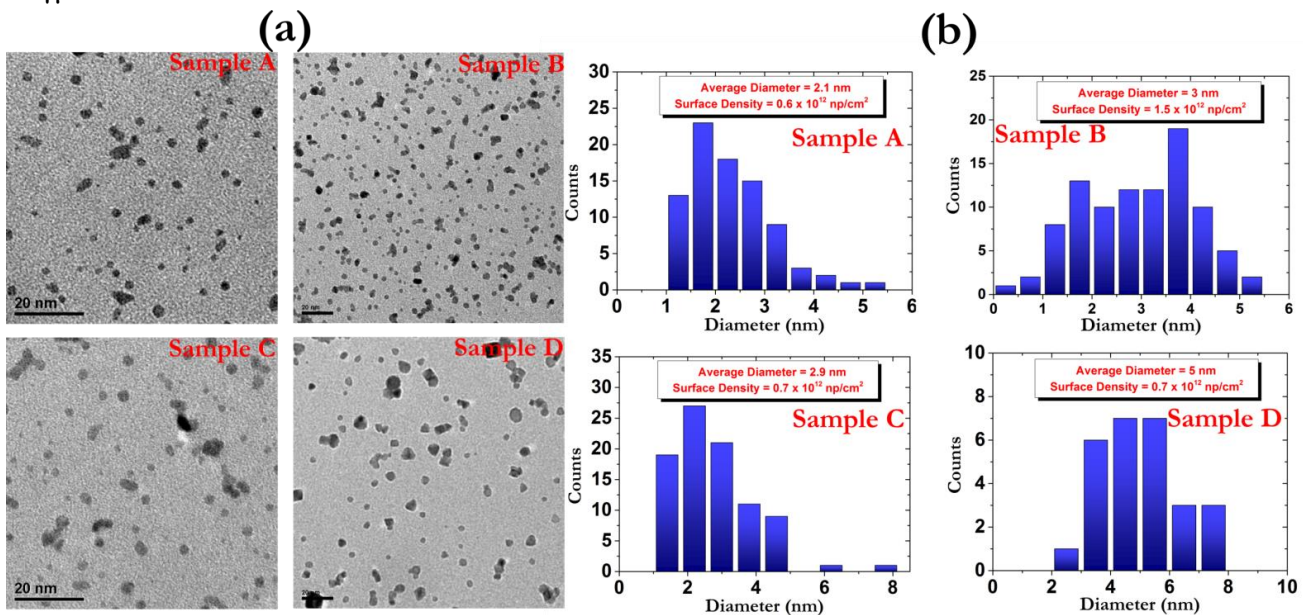 (a)
(b)
Sample A
Sample B
20 nm
20 nm
Sample C
Sample D
20 nm
30
25
20
15
10
5
0
Counts
Average Diameter = 2.1 nm
Surface Density = 0.6 x 10¹² np/cm²
Sample A
0 1 2 3 4 5 6
Diameter (nm)
25
20
15
10
5
0
Counts
Average Diameter = 3 nm
Surface Density = 1.5 x 10¹² np/cm²
Sample B
0 1 2 3 4 5 6
Diameter (nm)
35
30
25
20
15
10
5
0
Counts
Average Diameter = 2.9 nm
Surface Density = 0.7 x 10¹² np/cm²
Sample C
0 2 4 6 8
Diameter (nm)
10
8
6
4
2
0
Counts
Average Diameter = 5 nm
Surface Density = 0.7 x 10¹² np/cm²
Sample D
0 2 4 6 8 10
Diameter (nm)